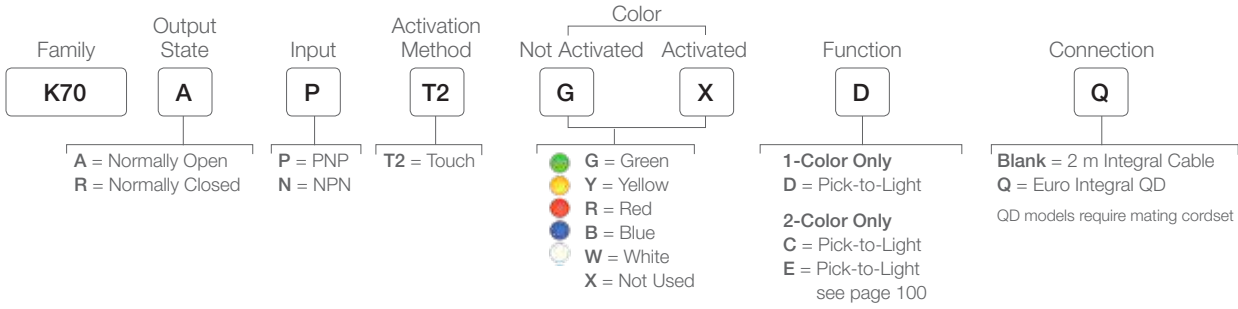 Color
Output
State
Activation
Method
Family
Input
Not Activated
Activated
Function
Connection
K70
A
P
T2
G
X
D
Q
A = Normally Open
R = Normally Closed
P = PNP
N = NPN
T2 = Touch
G = Green
Y = Yellow
R = Red
B = Blue
W = White
X = Not Used
1-Color Only
D = Pick-to-Light
2-Color Only
C = Pick-to-Light
E = Pick-to-Light
see page 100
Blank = 2 m Integral Cable
Q = Euro Integral QD
QD models require mating cordset